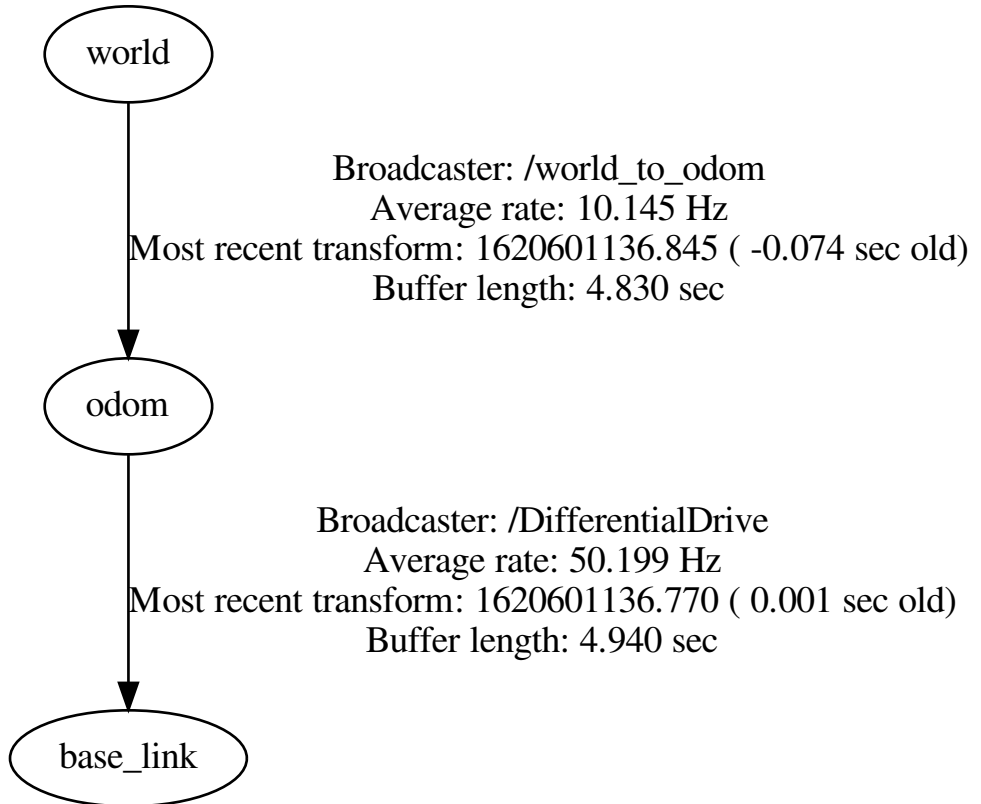 world
Broadcaster: /world_to_odom
Average rate: 10.145 Hz
Most recent transform: 1620601136.845 ( -0.074 sec old)
Buffer length: 4.830 sec
odom
Broadcaster: /DifferentialDrive
Average rate: 50.199 Hz
Most recent transform: 1620601136.770 ( 0.001 sec old)
Buffer length: 4.940 sec
base_link